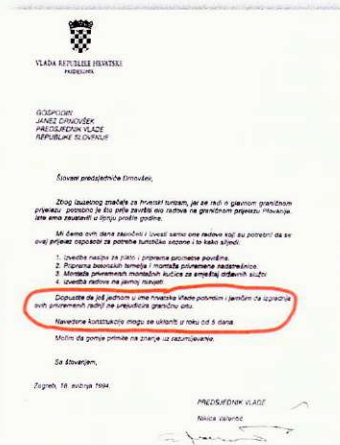 VLADA REPUBLIKE HRVATSKE
PREDSJEDNIK
GOSPODIN
JANEZ DRNOVŠEK
PREDSJEDNIK VLADE
REPUBLIKE SLOVENIJE
Štovani predsjedniče Drnovšek,
Zbog izuzetnog značaja za hrvatski turizam, jer se radi o glavnom graničnom
prijelazu potrebno je što prije završiti dio radova na graničnom prijelazu Plovanija.
Iste smo zaustavili u lipnju prošle godine.
Mi ćemo ovih dana započeti i izvesti samo one radove koji su potrebni da se
ovaj prijelaz osposobi za potrebe turističke sezone i to kako slijedi:
1. Izvedba nasipa za plato i priprema prometne površine.
2. Priprema betonskih temelja i montaža privremene nadstrešnice.
3. Montaža privremenih montažnih kućica za smještaj državnih službi
4. Izvedba radova na javnoj rasvjeti
Dopustite da još jednom u ime hrvatske Vlade potvrdim i jamčim da izgradnja
ovih privremenih radnji ne prejudicira graničnu crtu.
Navedene konstrukcije mogu se ukloniti u roku od 5 dana.
Molim da gornje primite na znanje uz razumijevanje.
Sa štovanjem,
Zagreb, 18. svibnja 1994.
PREDSJEDNIK VLADE
Nikica Valentić